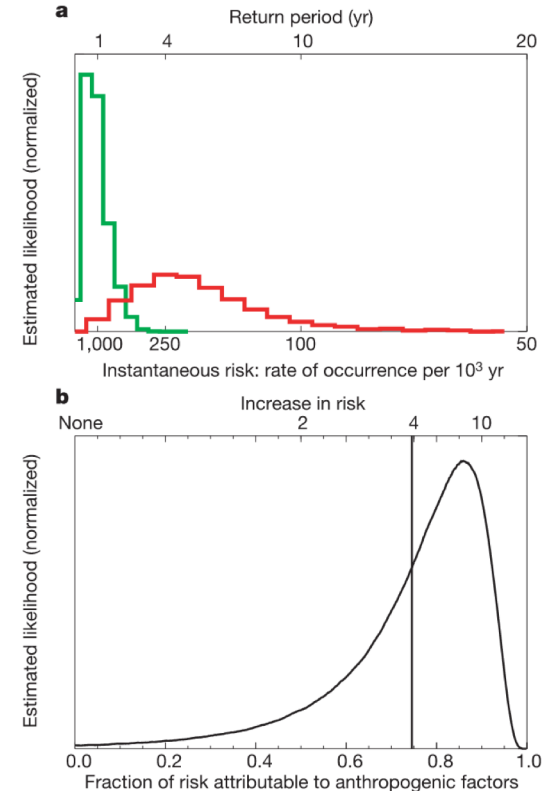 a
Return period (yr)
1 4 10 20
Estimated likelihood (normalized)
1,000 250 100 50
Instantaneous risk: rate of occurrence per 10³ yr
b
Increase in risk
None 2 4 10
Estimated likelihood (normalized)
0.0 0.2 0.4 0.6 0.8 1.0
Fraction of risk attributable to anthropogenic factors